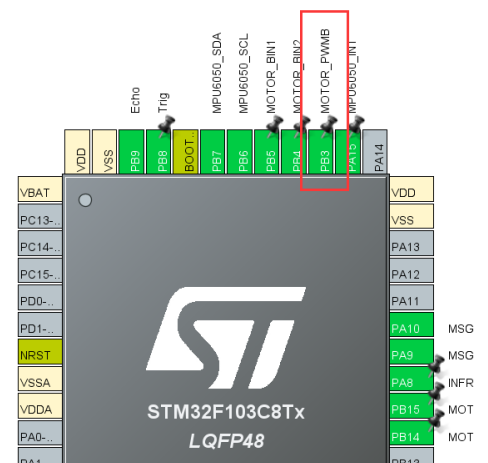 Echo
Trig
MPU6050_SDA
MPU6050_SCL
MOTOR_BIN1
MOTOR_BIN2
MOTOR_PWMB
MPU6050_INT
VDD
VSS
PB9
PB8
BOOT..
PB7
PB6
PB5
PB4
PB3
PA15
PA14
VBAT
PC13-..
PC14-..
PC15-..
PD0-..
PD1-..
NRST
VSSA
VDDA
PA0-..
PA1
VDD
VSS
PA13
PA12
PA11
PA10 MSG
PA9 MSG
PA8 INFR
PB15 MOT
PB14 MOT
PB13
STM32F103C8Tx
LQFP48